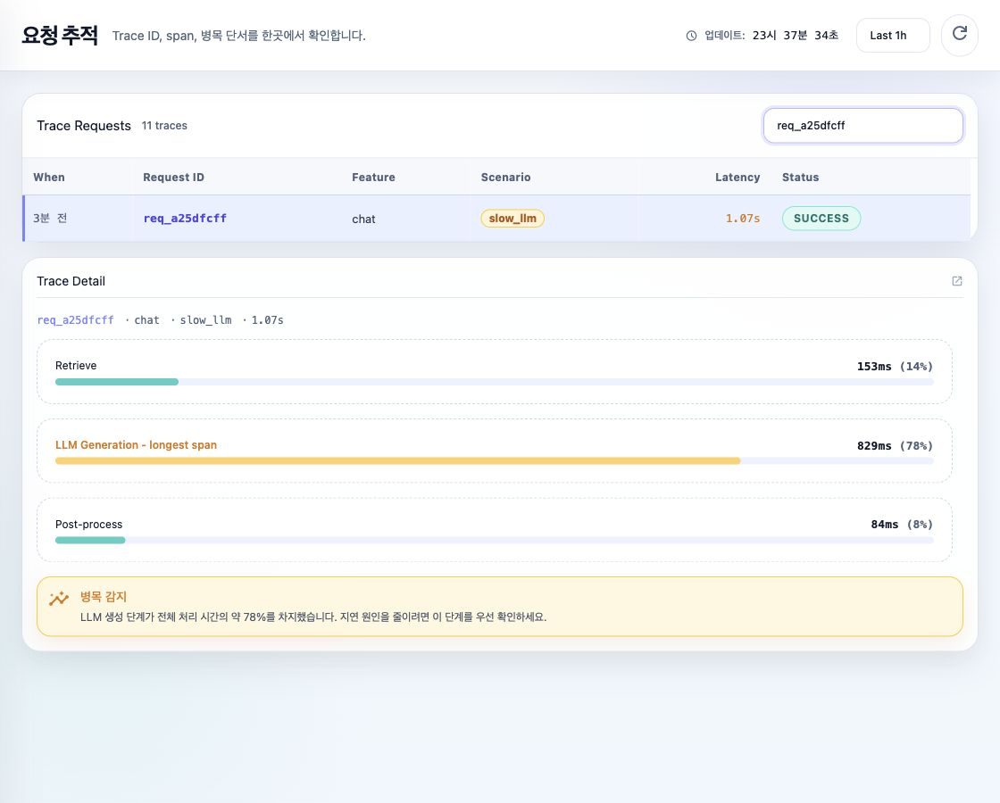 요청 추적 Trace ID, span, 병목 단서를 한곳에서 확인합니다. 업데이트: 23시 37분 34초 Last 1h
Trace Requests 11 traces req_a25dfcff
When Request ID Feature Scenario Latency Status
3분 전 req_a25dfcff chat slow_llm 1.07s SUCCESS
Trace Detail
req_a25dfcff · chat · slow_llm · 1.07s
Retrieve 153ms (14%)
LLM Generation - longest span 829ms (78%)
Post-process 84ms (8%)
병목 감지
LLM 생성 단계가 전체 처리 시간의 약 78%를 차지했습니다. 지연 원인을 줄이려면 이 단계를 우선 확인하세요.